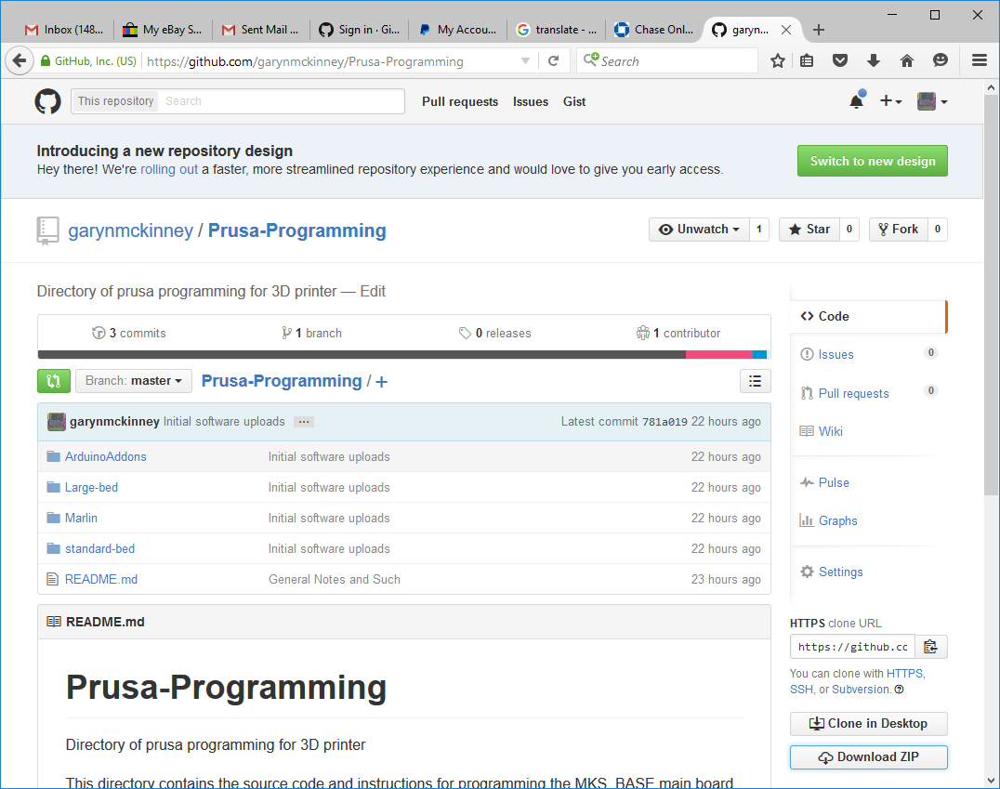 Inbox (148... My eBay S... Sent Mail ... Sign in · Gi... My Accou... translate - ... Chase Onl... garyn...
GitHub, Inc. (US) https://github.com/garynmckinney/Prusa-Programming Search
This repository Search Pull requests Issues Gist
Introducing a new repository design
Hey there! We're rolling out a faster, more streamlined repository experience and would love to give you early access.
Switch to new design
garynmckinney / Prusa-Programming
Unwatch 1 Star 0 Fork 0
Directory of prusa programming for 3D printer — Edit
3 commits 1 branch 0 releases 1 contributor
Branch: master Prusa-Programming / +
garynmckinney Initial software uploads ... Latest commit 781a019 22 hours ago
ArduinoAddons Initial software uploads 22 hours ago
Large-bed Initial software uploads 22 hours ago
Marlin Initial software uploads 22 hours ago
standard-bed Initial software uploads 22 hours ago
README.md General Notes and Such 23 hours ago
README.md
Prusa-Programming
Directory of prusa programming for 3D printer
This directory contains the source code and instructions for programming the MKS_BASE main board
Code
Issues 0
Pull requests 0
Wiki
Pulse
Graphs
Settings
HTTPS clone URL
https://github.cc
You can clone with HTTPS,
SSH, or Subversion.
Clone in Desktop
Download ZIP